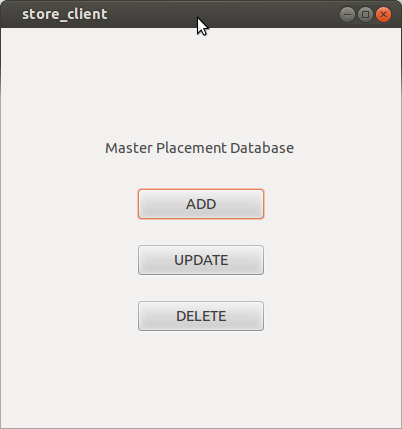 store_client
Master Placement Database
ADD
UPDATE
DELETE